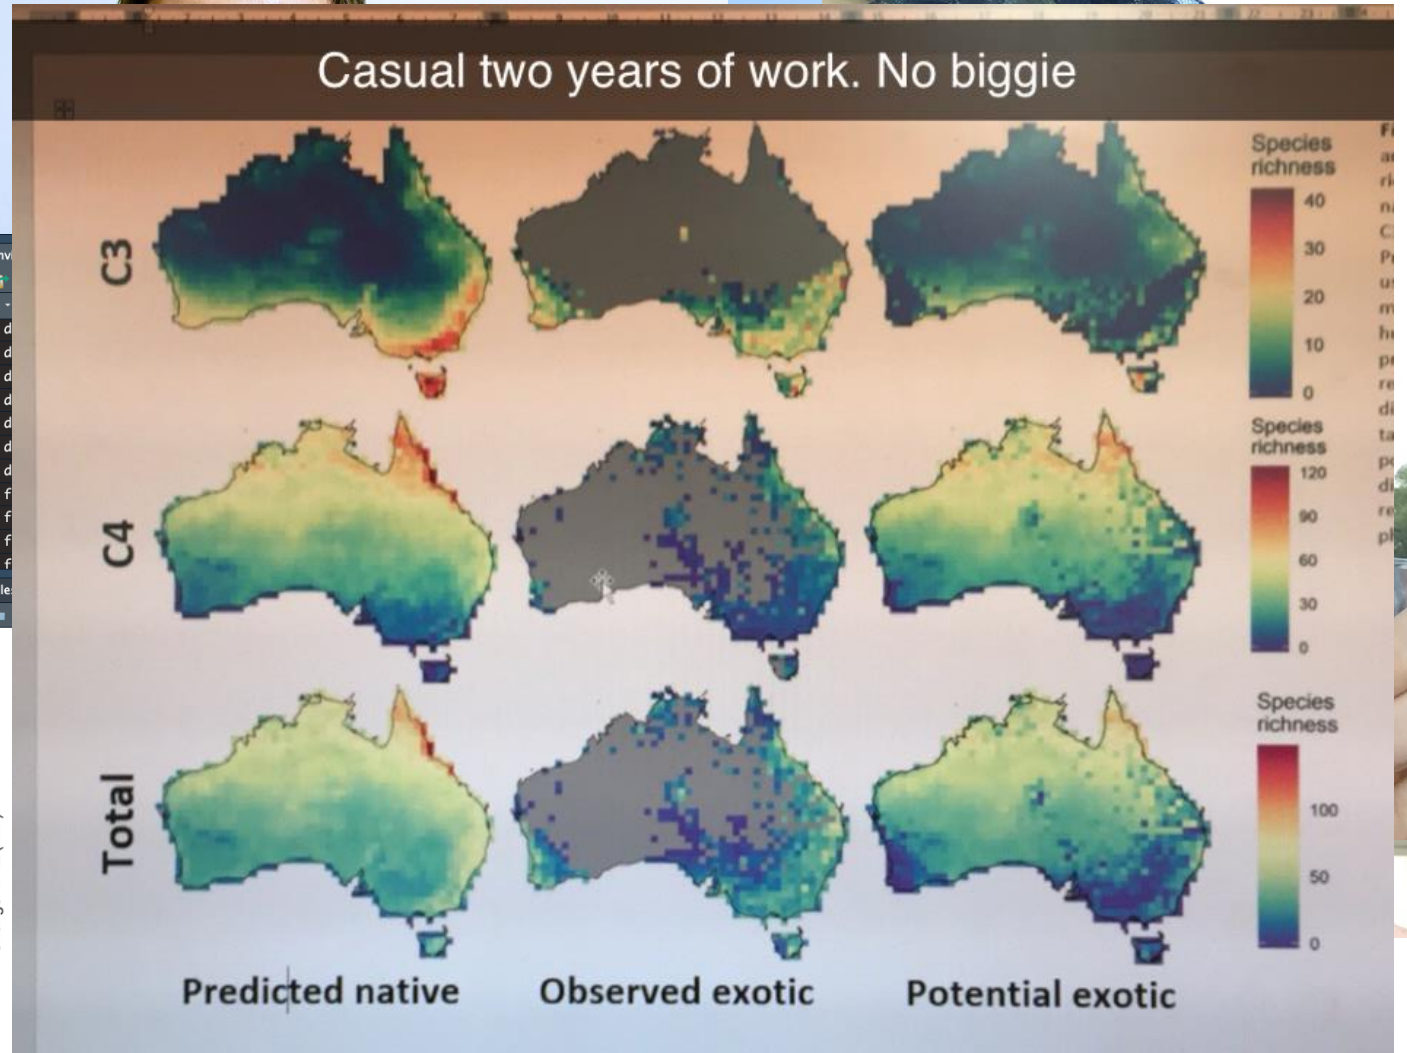 Casual two years of work. No biggie
Species
richness
40
30
20
10
0
C3
Species
richness
120
90
60
30
0
C4
Species
richness
100
50
0
Total
Predicted native
Observed exotic
Potential exotic